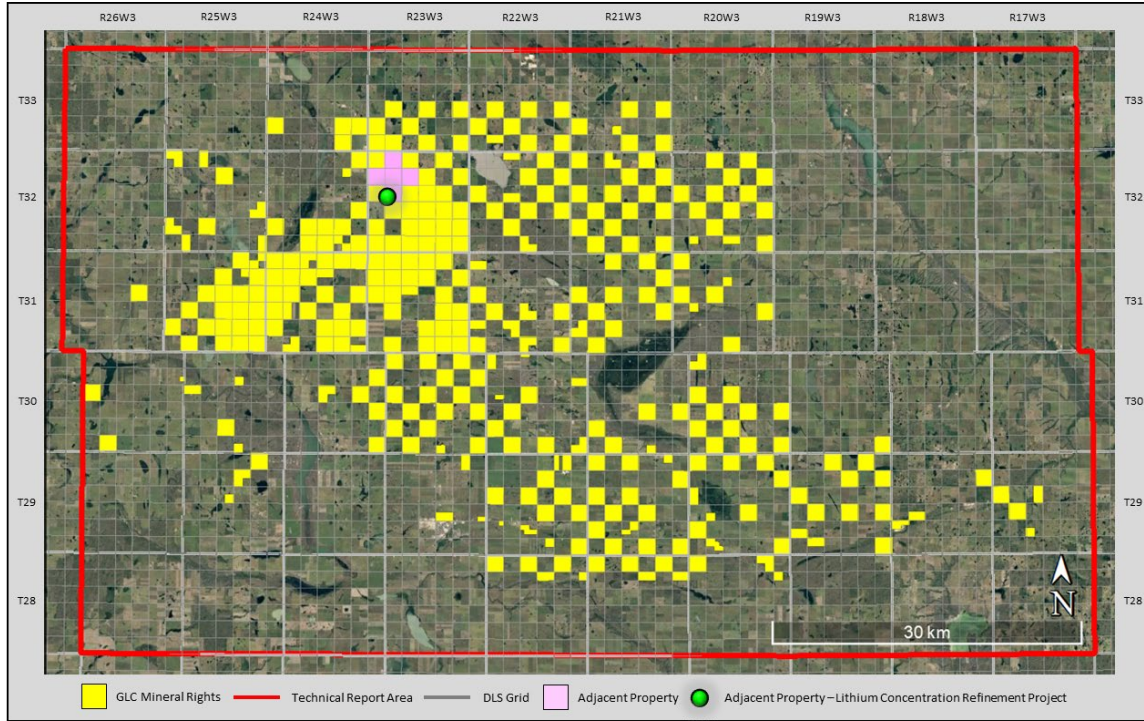 R26W3 R25W3 R24W3 R23W3 R22W3 R21W3 R20W3 R19W3 R18W3 R17W3
T33 T33
T32 T32
T31 T31
T30 T30
T29 T29
T28 T28
N
30 km
GLC Mineral Rights Technical Report Area DLS Grid Adjacent Property Adjacent Property – Lithium Concentration Refinement Project